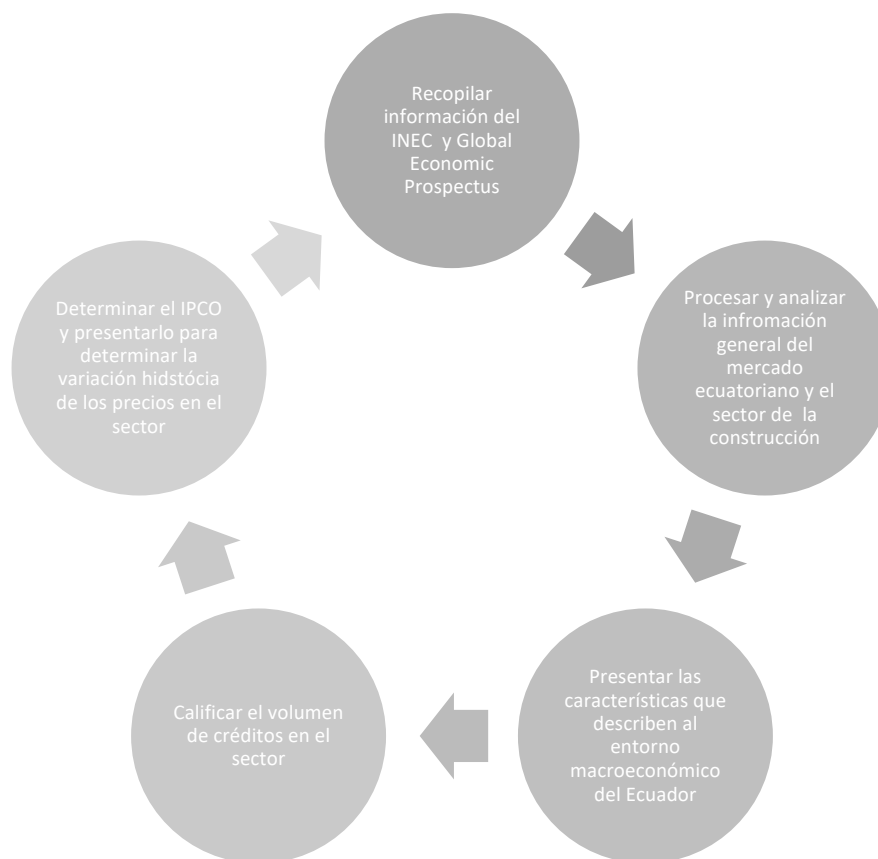 Recopilar
información del
INEC y Global
Economic
Prospectus
Procesar y analizar
la infromación
general del
mercado
ecuatoriano y el
sector de la
construcción
Presentar las
características que
describen al
entorno
macroeconómico
del Ecuador
Calificar el volumen
de créditos en el
sector
Determinar el IPCO
y presentarlo para
determinar la
variación hidstócia
de los precios en el
sector